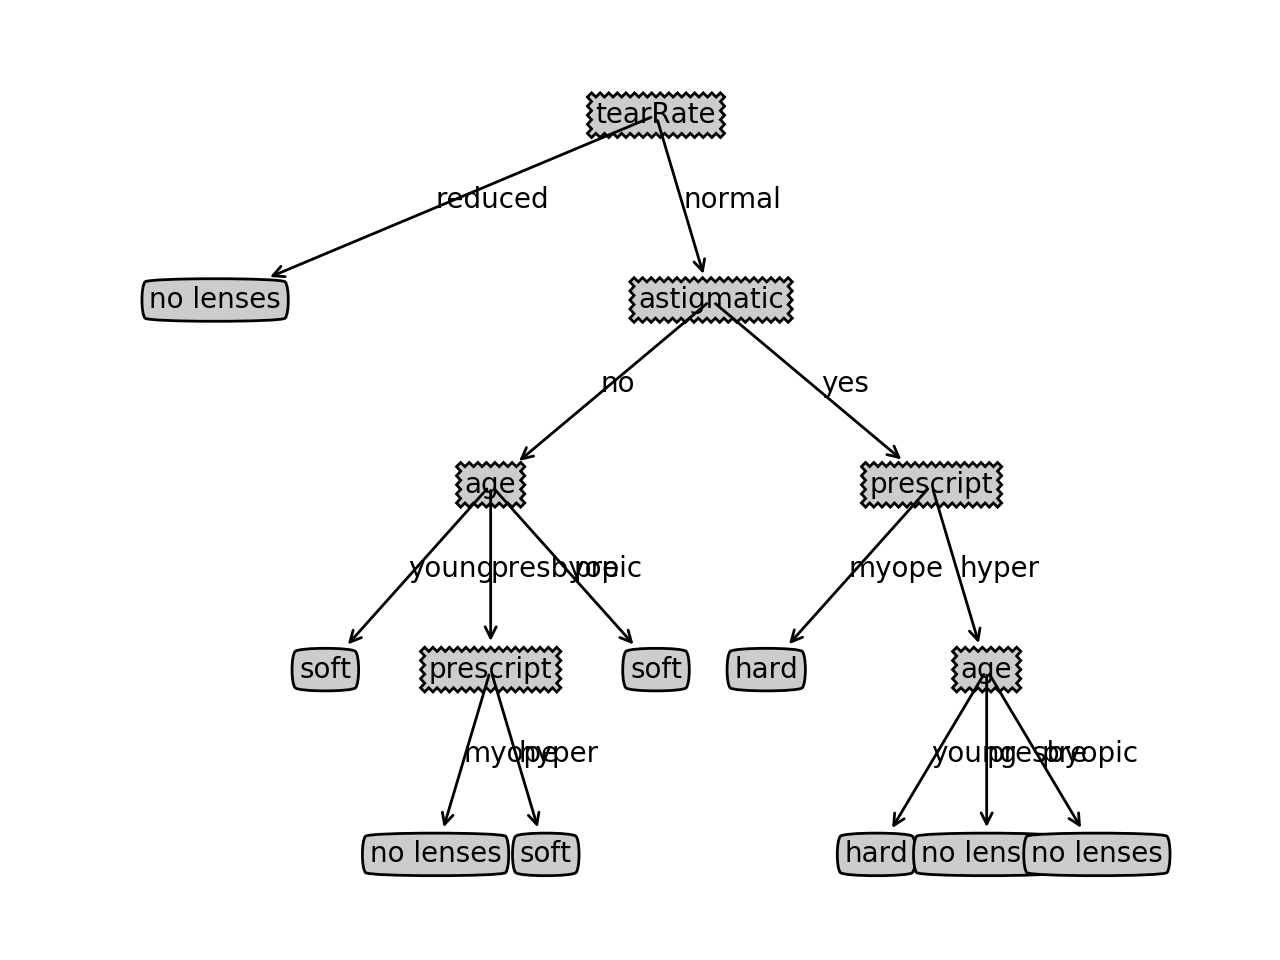 tearRate
reduced
normal
no lenses
astigmatic
no
yes
age
prescript
young
presbyopic
pre
myope
hyper
soft
prescript
soft
hard
age
myope
hyper
young
presbyopic
pre
no lenses
soft
hard
no lens
no lenses